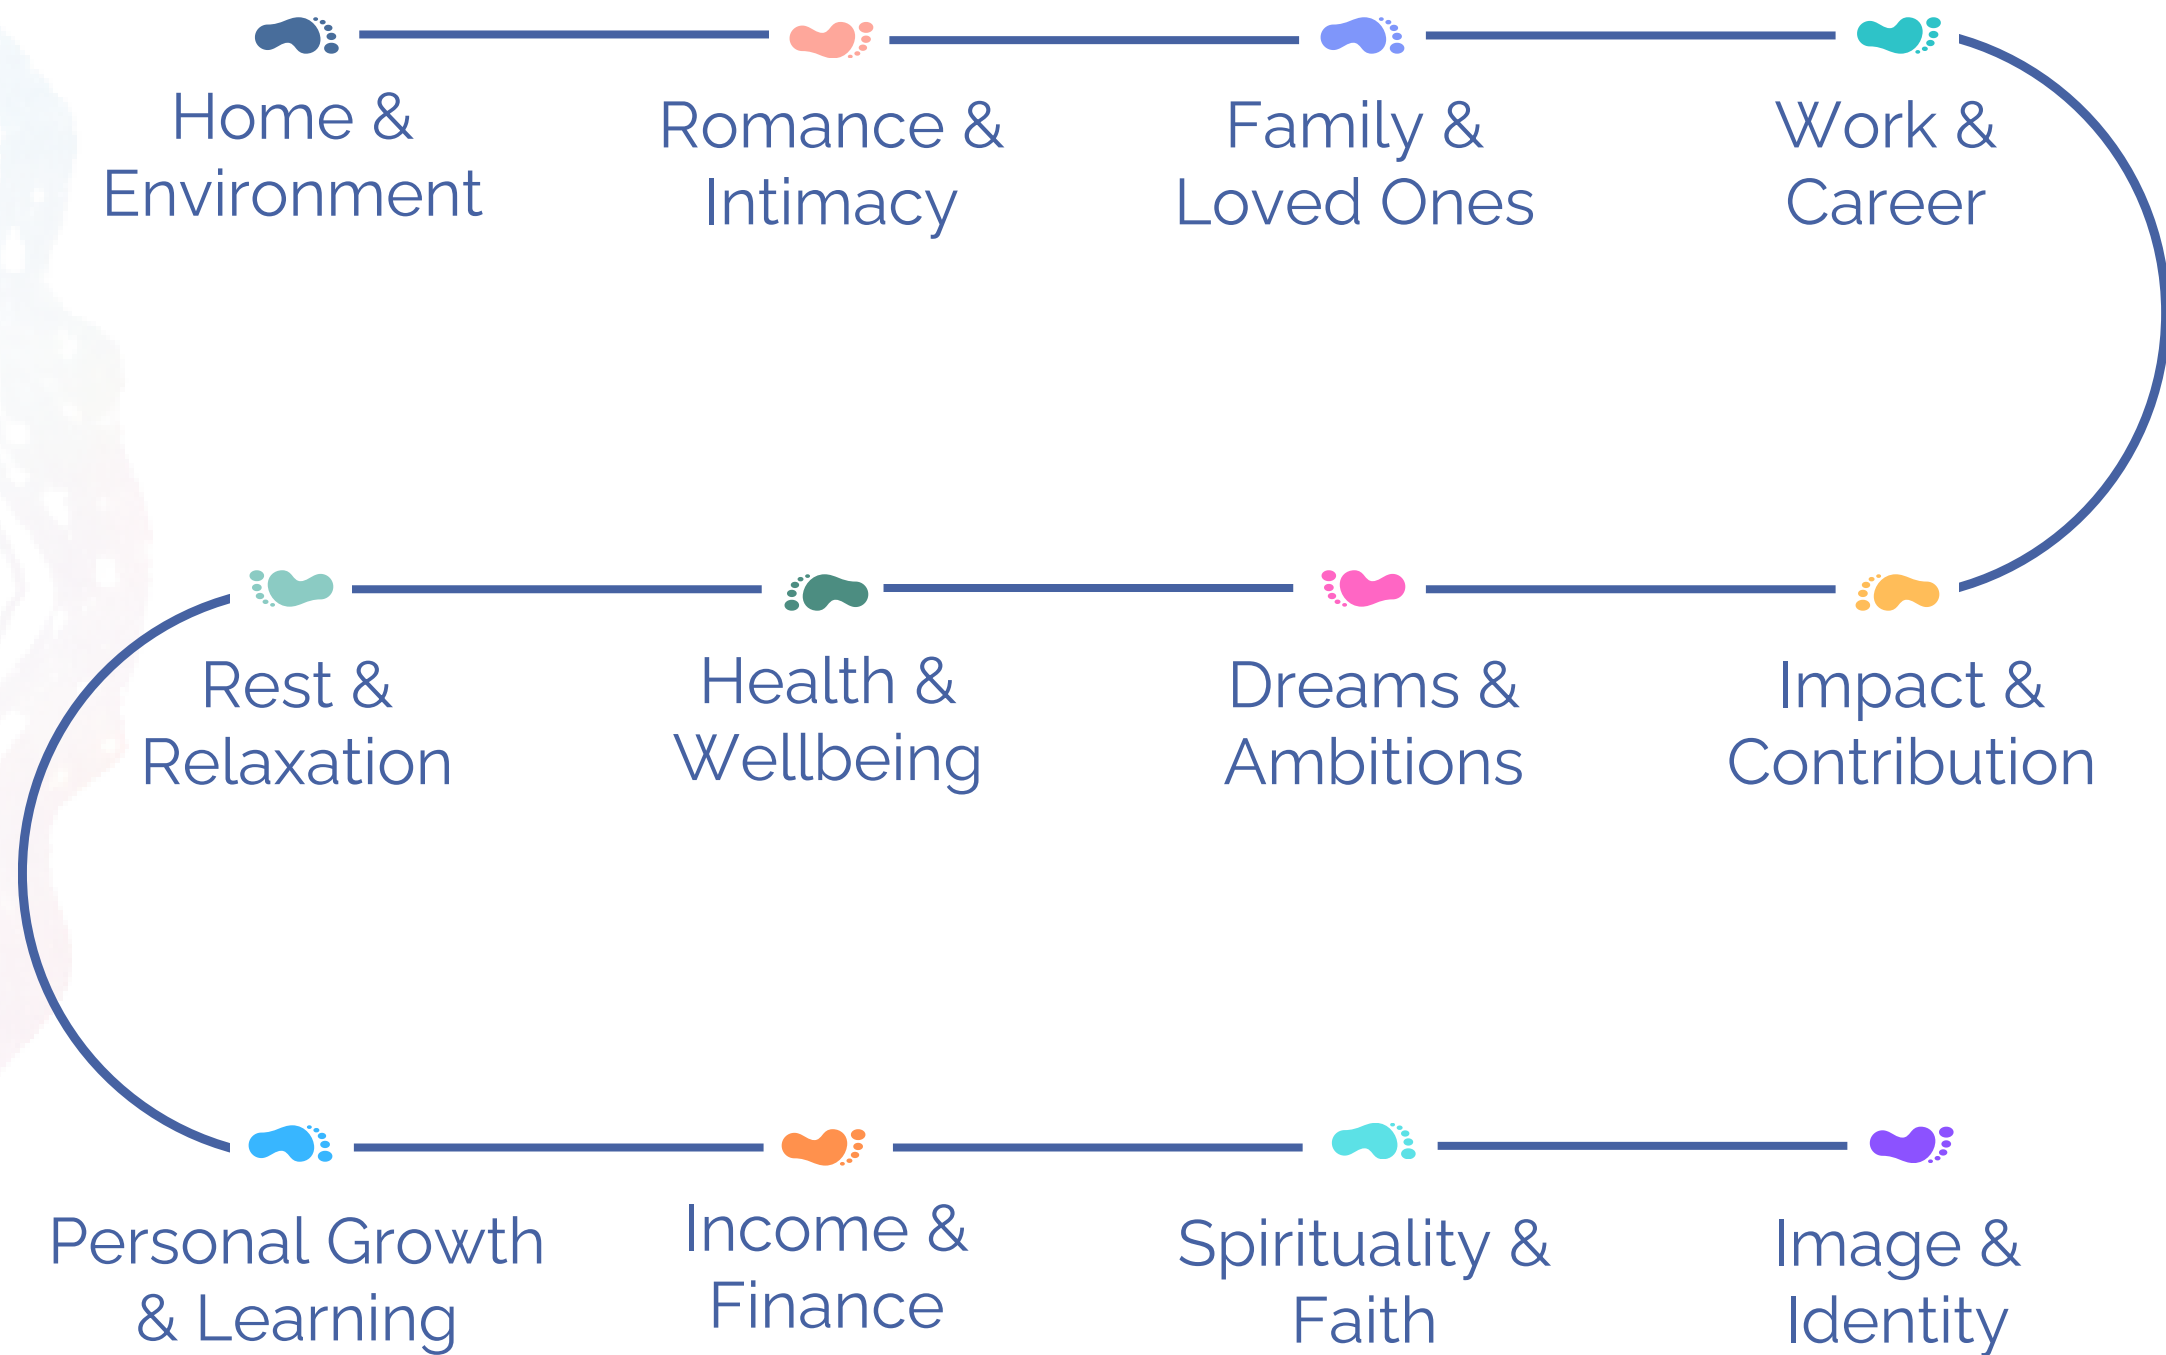 Home &
Environment
Romance &
Intimacy
Family &
Loved Ones
Work &
Career
Rest &
Relaxation
Health &
Wellbeing
Dreams &
Ambitions
Impact &
Contribution
Personal Growth
& Learning
Income &
Finance
Spirituality &
Faith
Image &
Identity